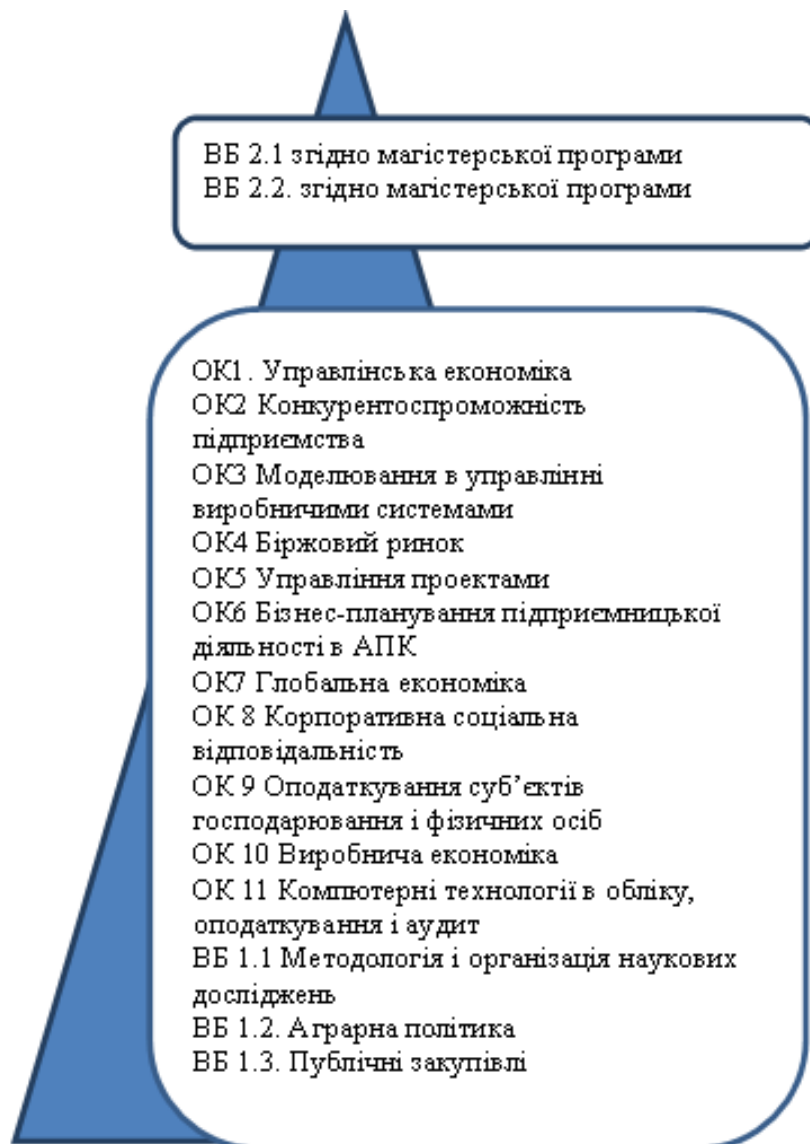 ВБ 2.1 згідно магістерської програми
ВБ 2.2. згідно магістерської програми
ОК1. Управлінська економіка
ОК2 Конкурентоспроможність
підприємства
ОК3 Моделювання в управлінні
виробничими системами
ОК4 Біржовий ринок
ОК5 Управління проектами
ОК6 Бізнес-планування підприємницької
діяльності в АПК
ОК7 Глобальна економіка
ОК 8 Корпоративна соціальна
відповідальність
ОК 9 Оподаткування суб’єктів
господарювання і фізичних осіб
ОК 10 Виробнича економіка
ОК 11 Компютерні технології в обліку,
оподаткування і аудит
ВБ 1.1 Методологія і організація наукових
досліджень
ВБ 1.2. Аграрна політика
ВБ 1.3. Публічні закупівлі